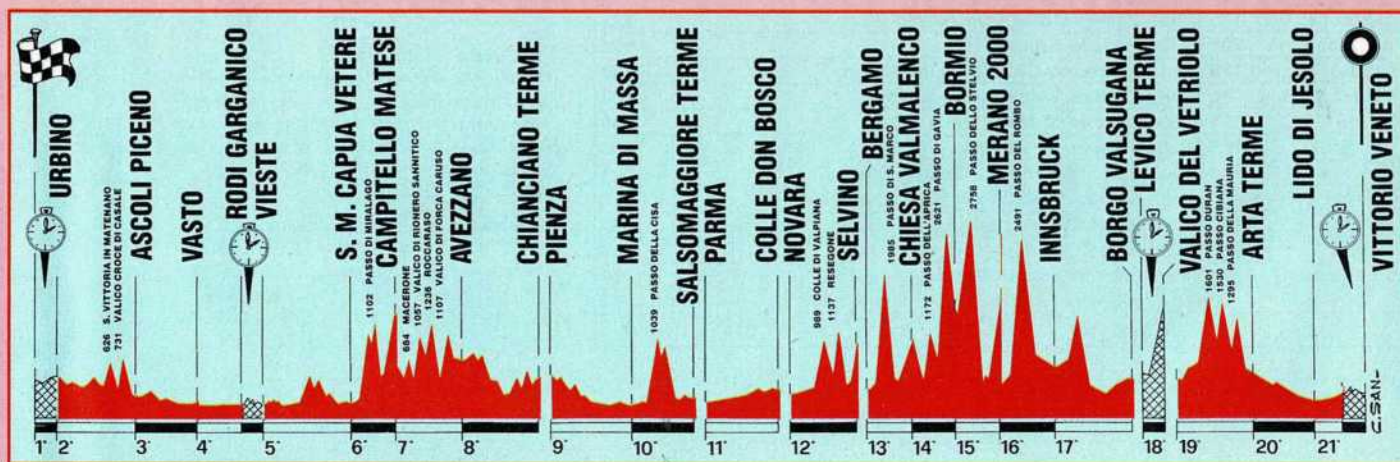 URBINO
626 S. VITTORIA IN MATENANO
731 VALICO CROCE DI CASALE
ASCOLI PICENO
VASTO
RODI GARGANICO
VIESTE
S. M. CAPUA VETERE
1102 PASSO DI MIRALAGO
CAMPITELLO MATESE
684 MACERONE
1057 VALICO DI RIONERO SANNITICO
1236 ROCCARASO
1107 VALICO DI FORCA CARUSO
AVEZZANO
CHIANCIANO TERME
PIENZA
MARINA DI MASSA
1039 PASSO DELLA CISA
SALSOMAGGIORE TERME
PARMA
COLLE DON BOSCO
NOVARA
989 COLLE DI VALPIANA
1137 RESEGONE
SELVINO
BERGAMO
1985 PASSO DI S. MARCO
CHIESA VALMALENCO
1172 PASSO DELL'APRICA
2621 PASSO DI GAVIA
BORMIO
2758 PASSO DELLO STELVIO
MERANO 2000
2491 PASSO DEL ROMBO
INNSBRUCK
BORGO VALSUGANA
LEVICO TERME
VALICO DEL VETRIOLO
1601 PASSO DURAN
1530 PASSO CIBIANA
1295 PASSO DELLA MAURIA
ARTA TERME
LIDO DI JESOLO
VITTORIO VENETO
C. SAN
1° 2° 3° 4° 5° 6° 7° 8° 9° 10° 11° 12° 13° 14° 15° 16° 17° 18° 19° 20° 21°